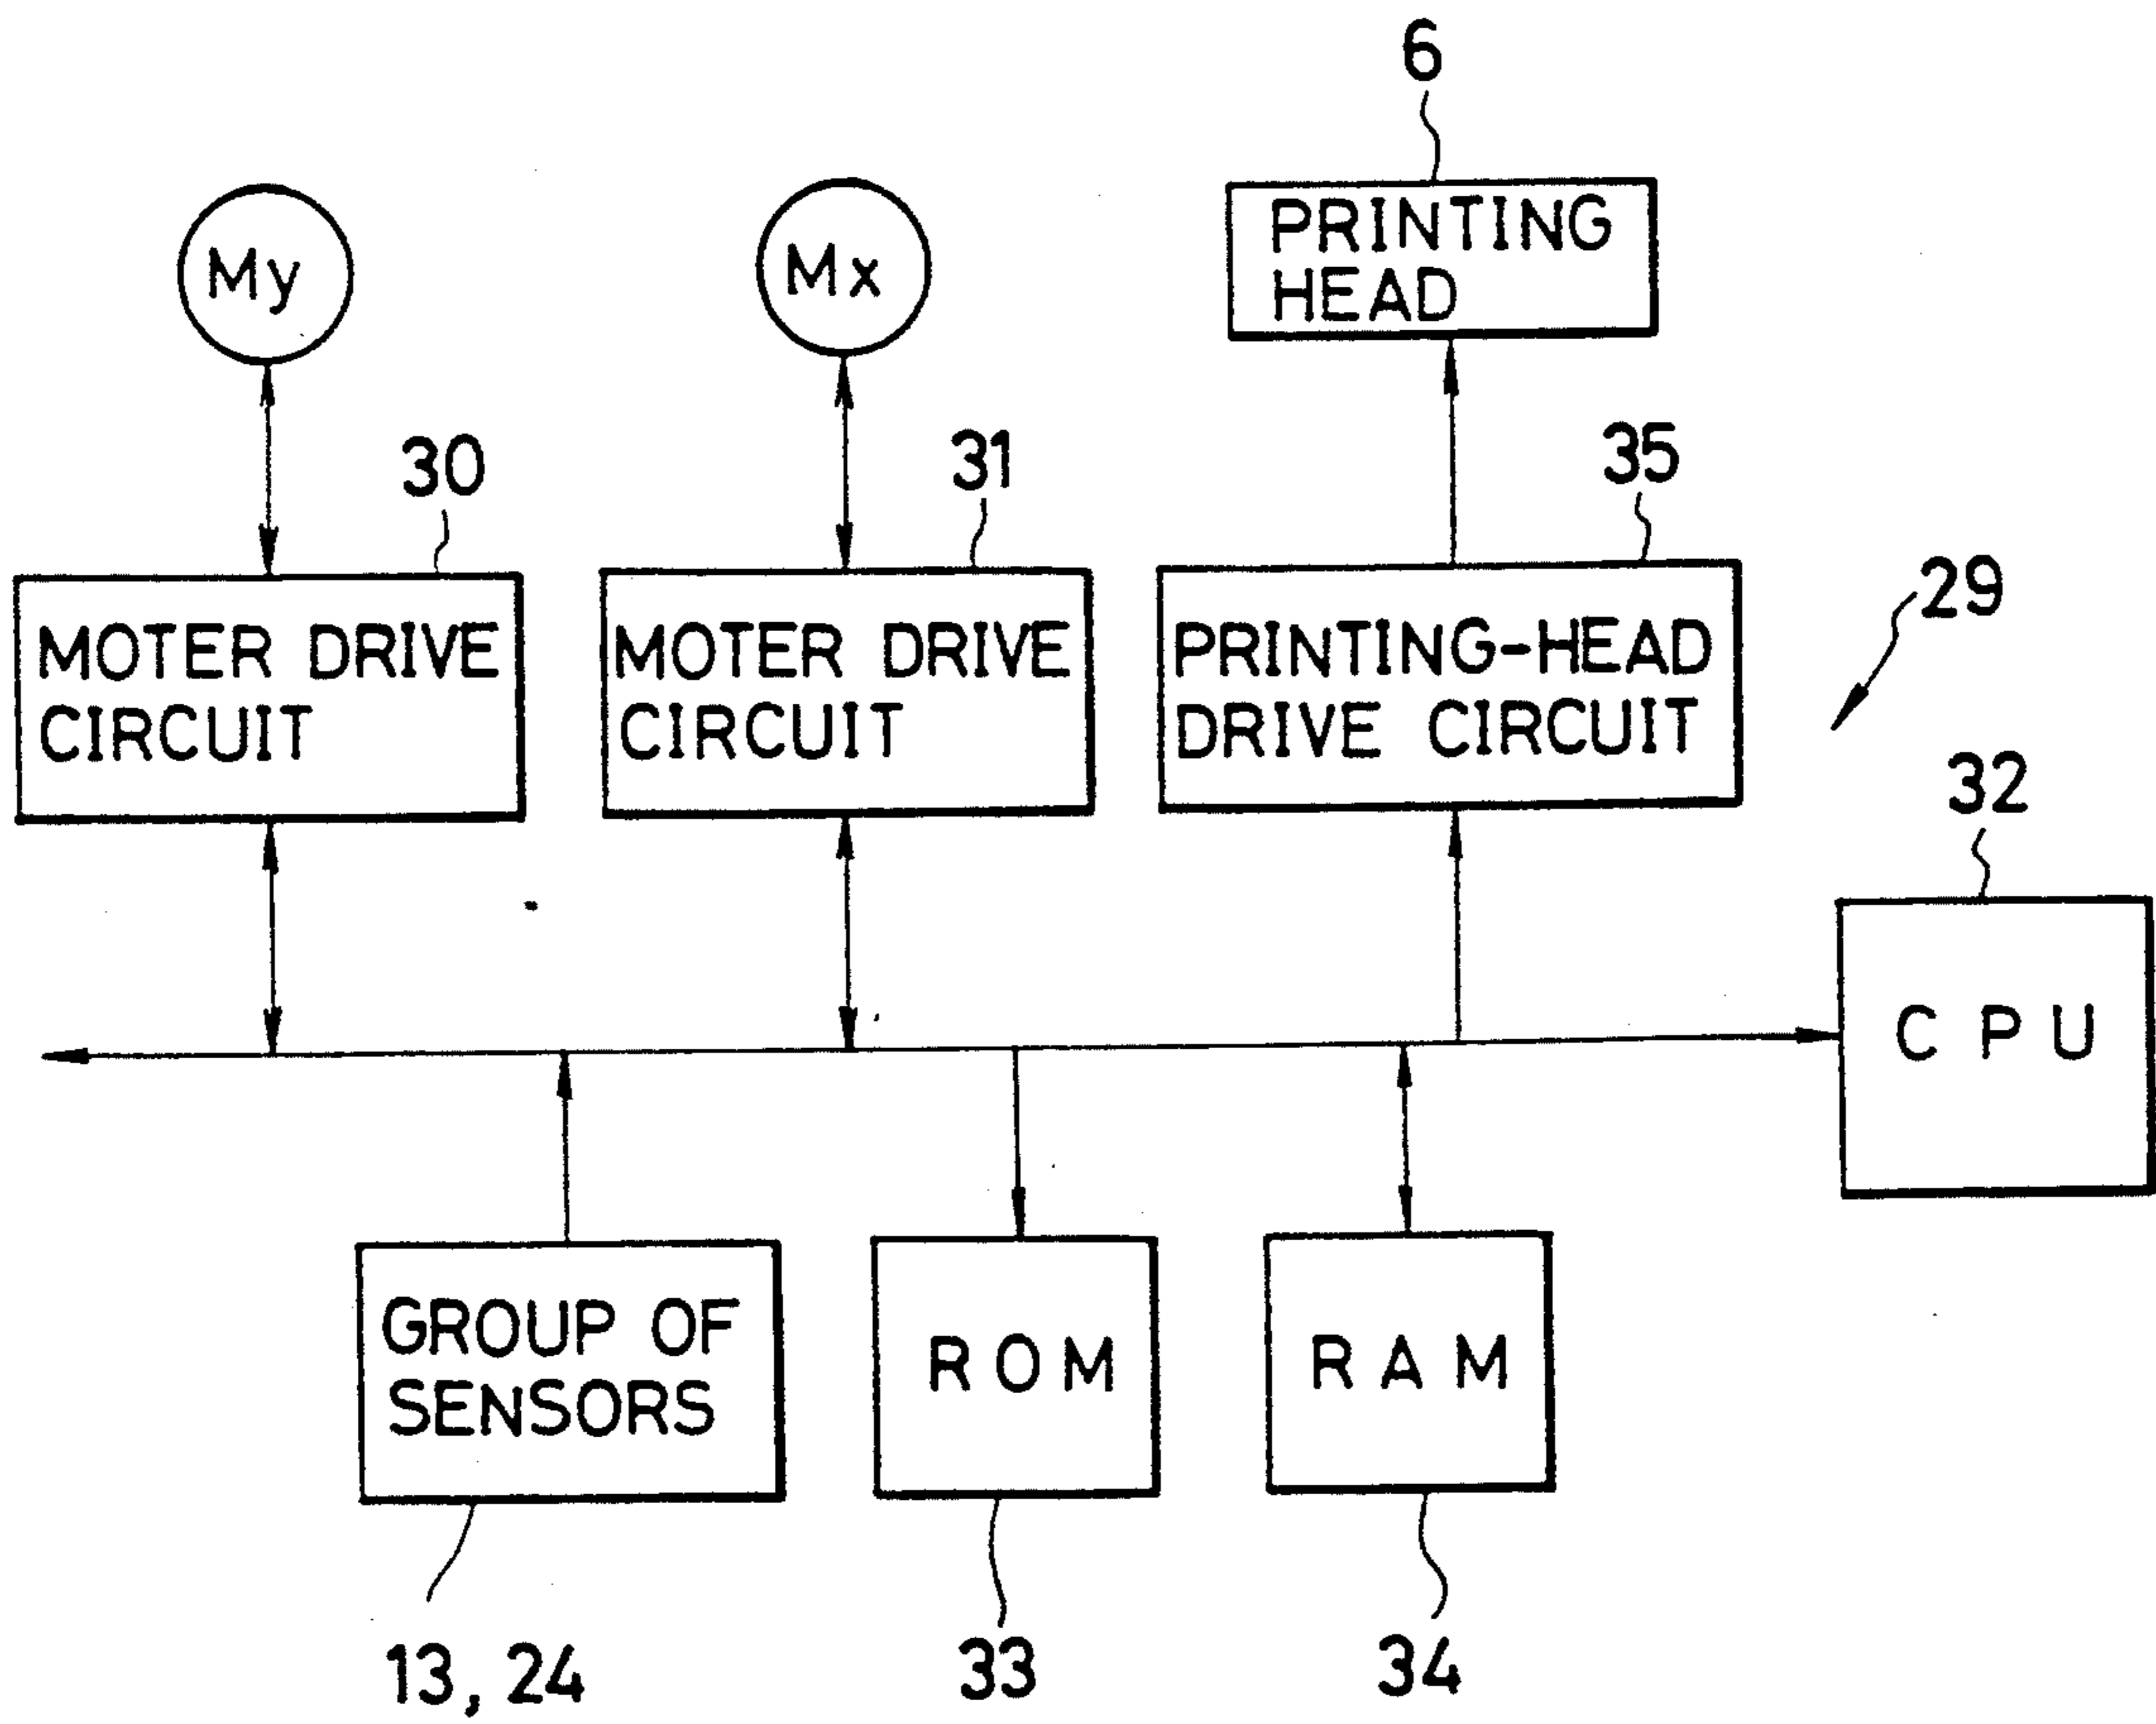 6
My
Mx
PRINTING
HEAD
30
31
35
29
MOTER DRIVE
CIRCUIT
MOTER DRIVE
CIRCUIT
PRINTING-HEAD
DRIVE CIRCUIT
32
CPU
GROUP OF
SENSORS
ROM
RAM
13, 24
33
34